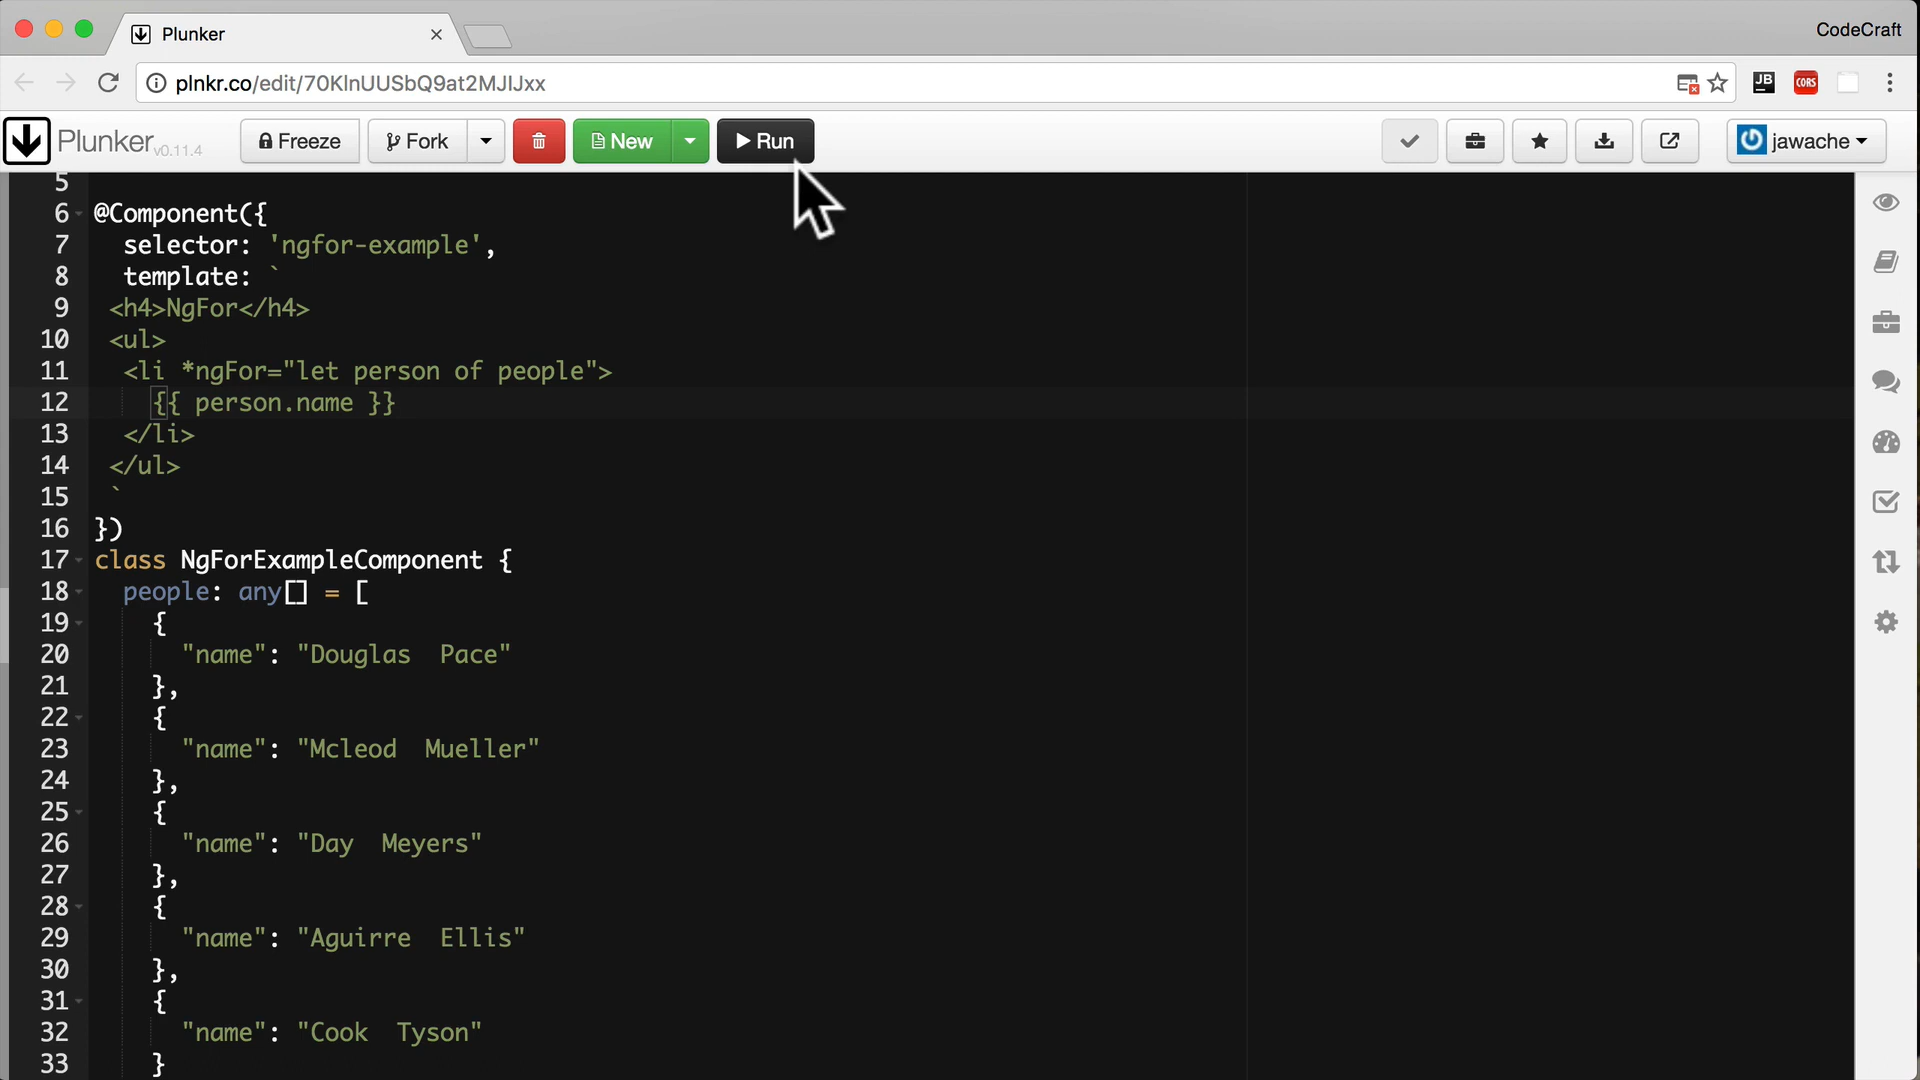 Plunker
CodeCraft
plnkr.co/edit/70KlnUUSbQ9at2MJIJxx
JB
CORS
Plunker v0.11.4
Freeze
Fork
New
Run
jawache
5
6 @Component({
7 selector: 'ngfor-example',
8 template: `
9 <h4>NgFor</h4>
10 <ul>
11 <li *ngFor="let person of people">
12 {{ person.name }}
13 </li>
14 </ul>
15 `
16 })
17 class NgForExampleComponent {
18 people: any[] = [
19 {
20 "name": "Douglas  Pace"
21 },
22 {
23 "name": "Mcleod  Mueller"
24 },
25 {
26 "name": "Day  Meyers"
27 },
28 {
29 "name": "Aguirre  Ellis"
30 },
31 {
32 "name": "Cook  Tyson"
33 }